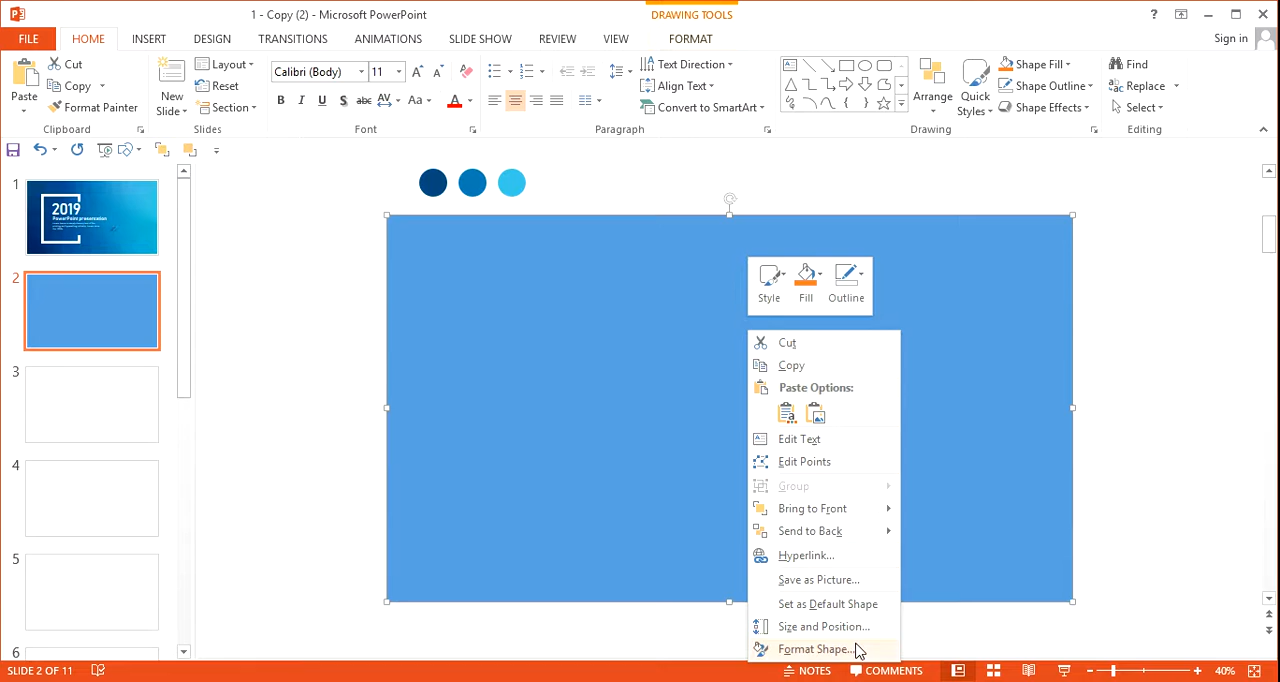 1 - Copy (2) - Microsoft PowerPoint
DRAWING TOOLS
?
FILE HOME INSERT DESIGN TRANSITIONS ANIMATIONS SLIDE SHOW REVIEW VIEW FORMAT
Sign in
Paste
Cut
Copy
Format Painter
Clipboard
New
Slide
Layout
Reset
Section
Slides
Calibri (Body) 11
B I U S abc AV Aa A
Font
Text Direction
Align Text
Convert to SmartArt
Paragraph
Arrange
Quick
Styles
Shape Fill
Shape Outline
Shape Effects
Drawing
Find
Replace
Select
Editing
1
2019
PowerPoint presentation
2
3
4
5
6
Style Fill Outline
Cut
Copy
Paste Options:
Edit Text
Edit Points
Group
Bring to Front
Send to Back
Hyperlink...
Save as Picture...
Set as Default Shape
Size and Position...
Format Shape...
SLIDE 2 OF 11
NOTES
COMMENTS
40%